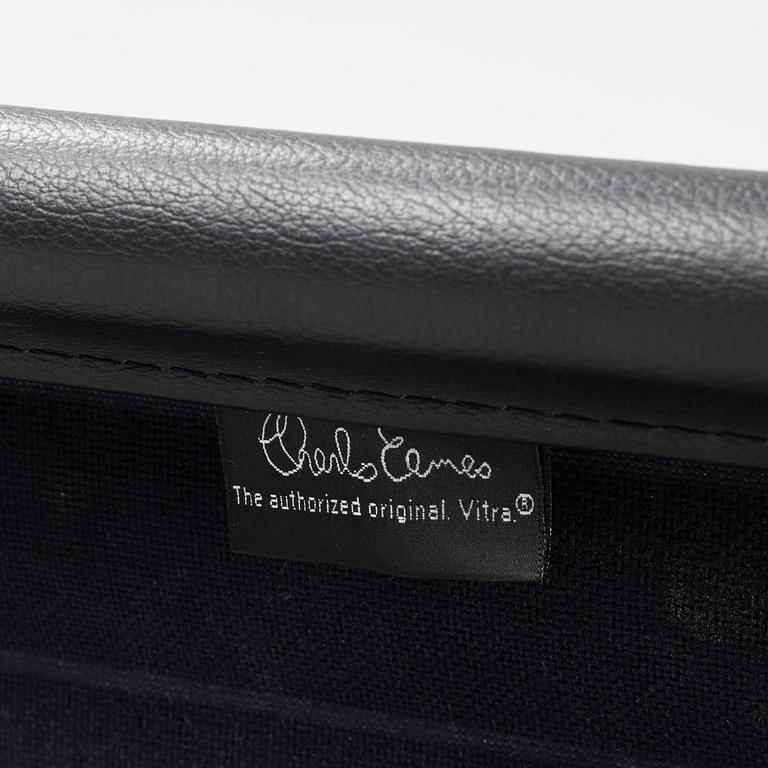 Charles Eames
The authorized original. Vitra.®